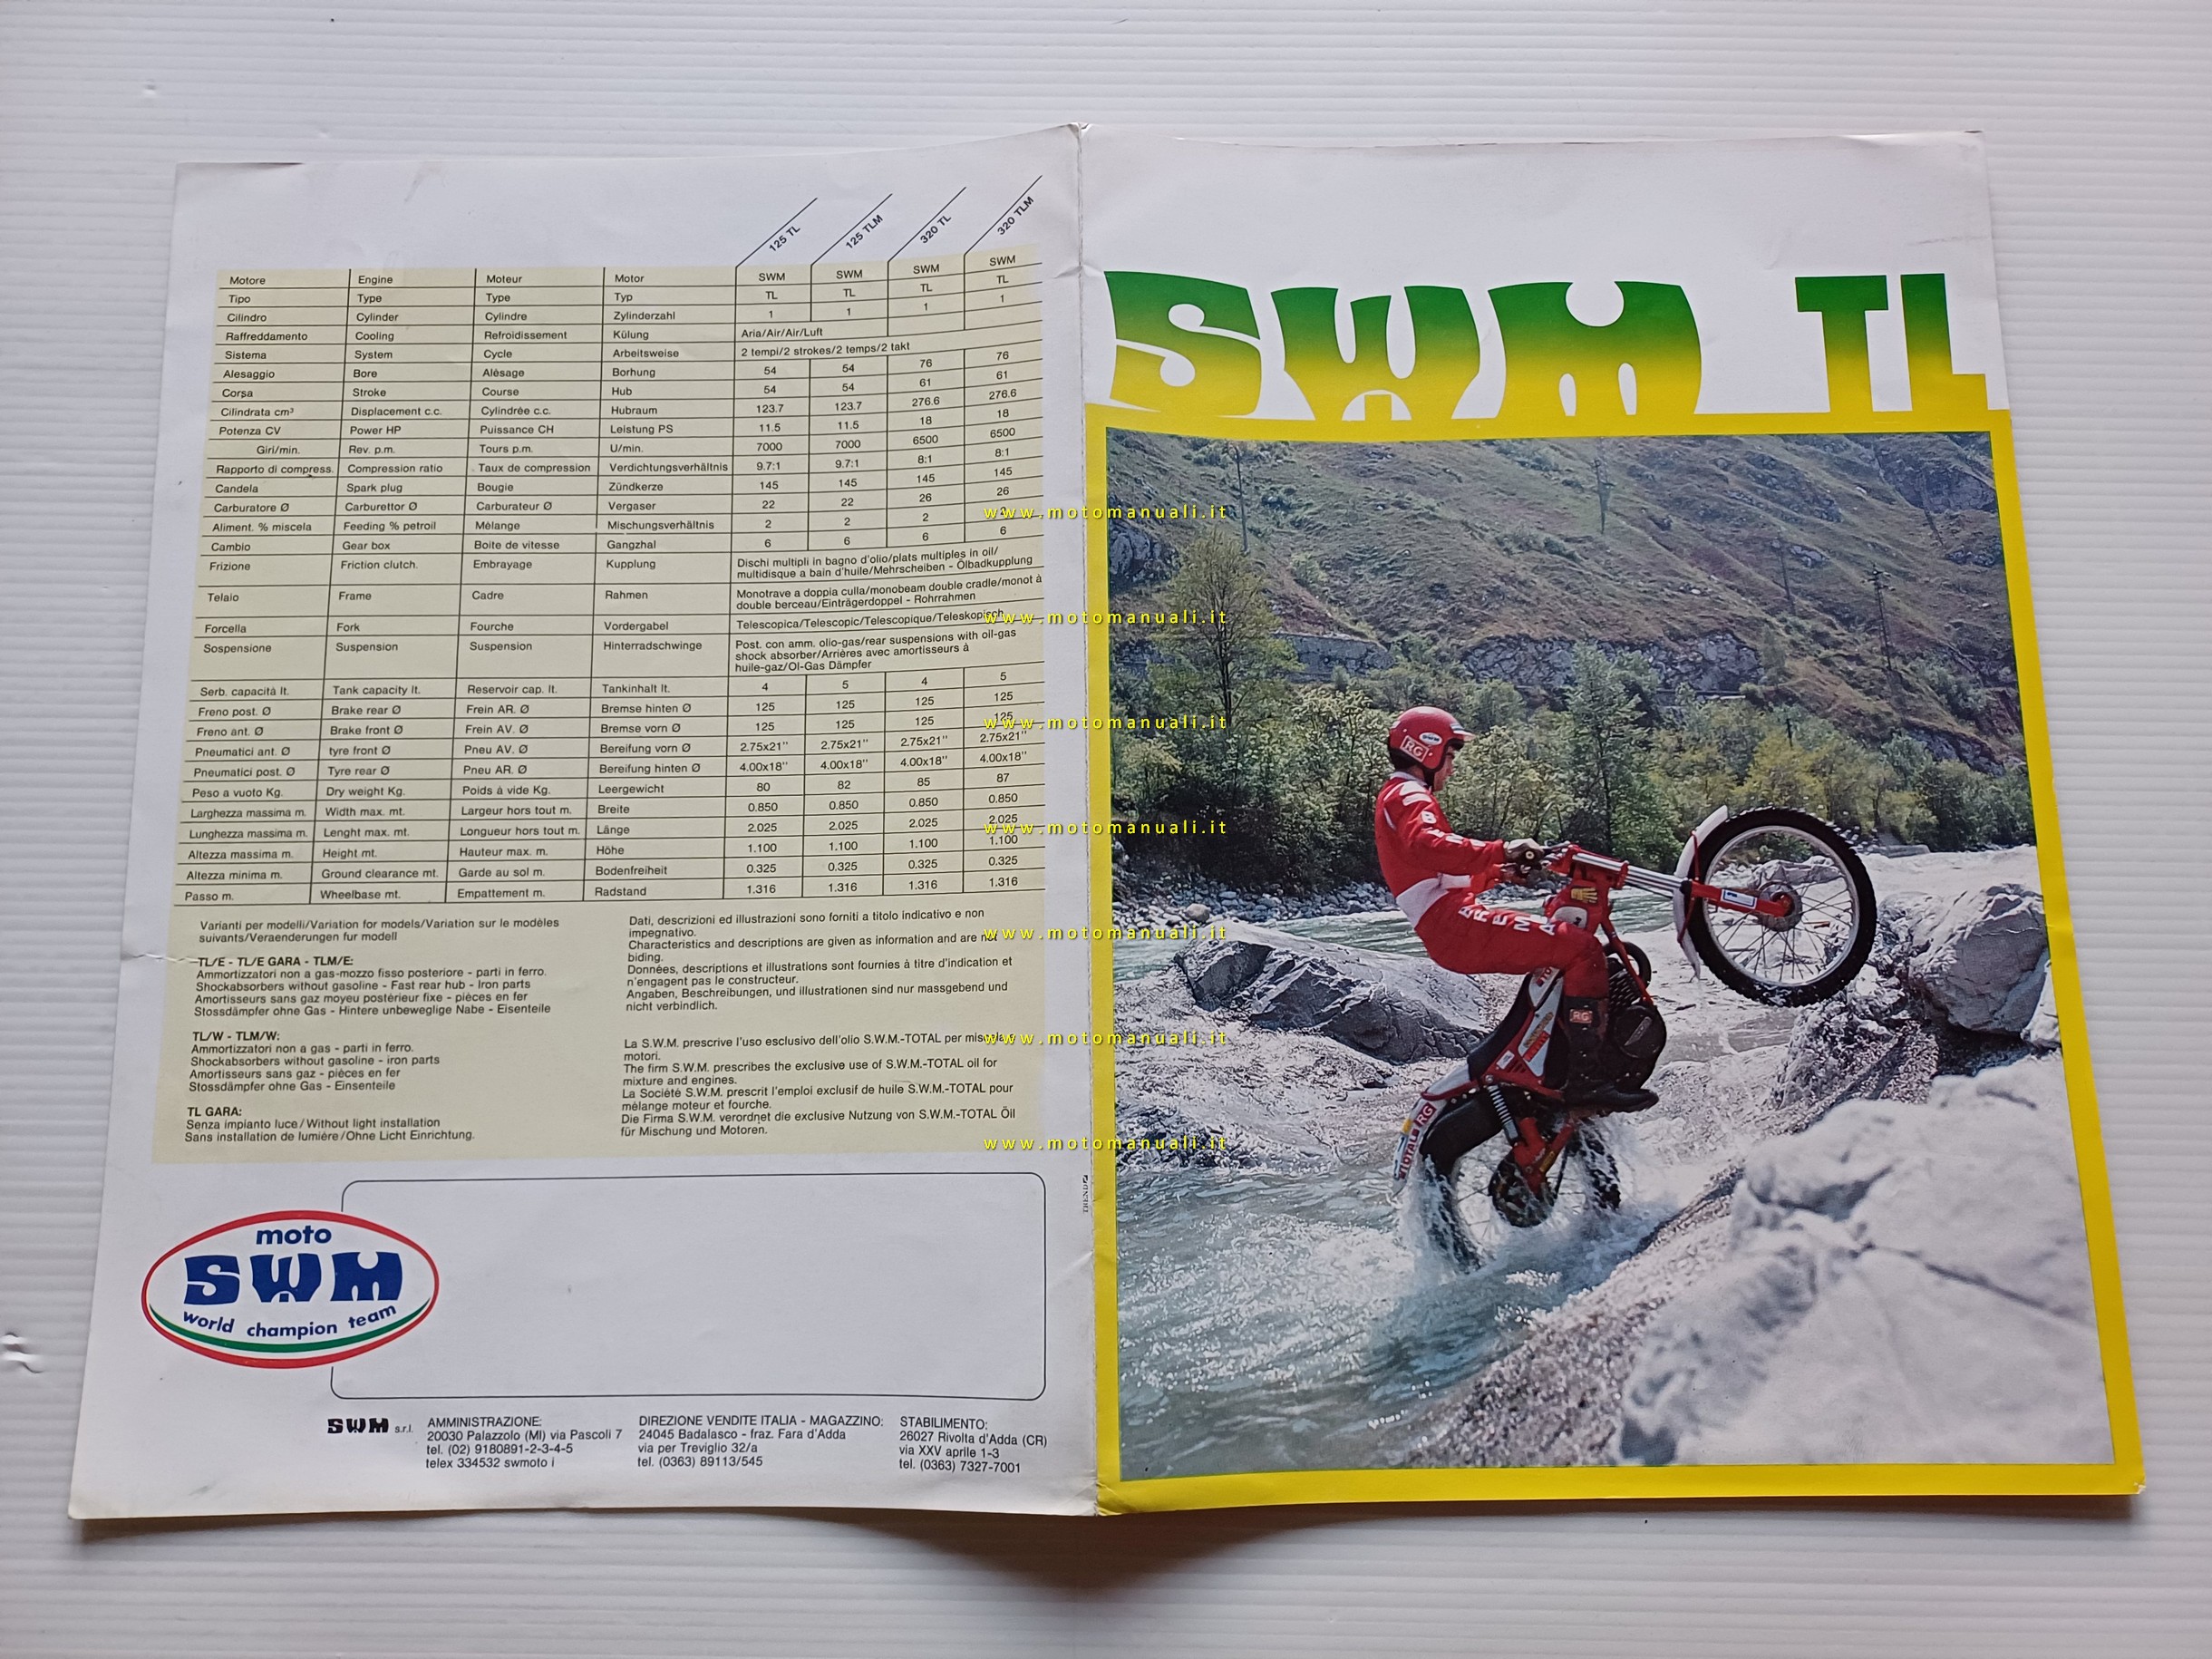 125 TL
125 TLM
320 TL
320 TLM
Motore Engine Moteur Motor SWM SWM SWM SWM
Tipo Type Type Typ TL TL TL TL
Cilindro Cylinder Cylindre Zylinderzahl 1 1 1 1
Raffreddamento Cooling Refroidissement Külung Aria/Air/Air/Luft
Sistema System Cycle Arbeitsweise 2 tempi/2 strokes/2 temps/2 takt
Alesaggio Bore Alèsage Borhung 54 54 76 76
Corsa Stroke Course Hub 54 54 61 61
Cilindrata cm³ Displacement c.c. Cylindrèe c.c. Hubraum 123.7 123.7 276.6 276.6
Potenza CV Power HP Puissance CH Leistung PS 11.5 11.5 18 18
Giri/min. Rev. p.m. Tours p.m. U/min. 7000 7000 6500 6500
Rapporto di compress. Compression ratio Taux de compression Verdichtungsverhältnis 9.7:1 9.7:1 8:1 8:1
Candela Spark plug Bougie Zündkerze 145 145 145 145
Carburatore Ø Carburettor Ø Carburateur Ø Vergaser 22 22 26 26
Aliment. % miscela Feeding % petroil Mèlange Mischungsverhältnis 2 2 2
Cambio Gear box Boite de vitesse Gangzhal 6 6 6 6
Frizione Friction clutch. Embrayage Kupplung Dischi multipli in bagno d'olio/plats multiples in oil/
multidisque a bain d'huile/Mehrscheiben - Ölbadkupplung
Telaio Frame Cadre Rahmen Monotrave a doppia culla/monobeam double cradle/monot à
double berceau/Einträgerdoppel - Rohrrahmen
Forcella Fork Fourche Vordergabel Telescopica/Telescopic/Telescopique/Teleskopisch
Sospensione Suspension Suspension Hinterradschwinge Post. con amm. olio-gas/rear suspensions with oil-gas
shock absorber/Arrières avec amortisseurs à
huile-gaz/Ol-Gas Dämpfer
Serb. capacità lt. Tank capacity lt. Reservoir cap. lt. Tankinhalt lt. 4 5 4 5
Freno post. Ø Brake rear Ø Frein AR. Ø Bremse hinten Ø 125 125 125 125
Freno ant. Ø Brake front Ø Frein AV. Ø Bremse vorn Ø 125 125 125 125
Pneumatici ant. Ø tyre front Ø Pneu AV. Ø Bereifung vorn Ø 2.75x21" 2.75x21" 2.75x21" 2.75x21"
Pneumatici post. Ø Tyre rear Ø Pneu AR. Ø Bereifung hinten Ø 4.00x18" 4.00x18" 4.00x18" 4.00x18"
Peso a vuoto Kg. Dry weight Kg. Poids à vide Kg. Leergewicht 80 82 85 87
Larghezza massima m. Width max. mt. Largeur hors tout m. Breite 0.850 0.850 0.850 0.850
Lunghezza massima m. Lenght max. mt. Longueur hors tout m. Länge 2.025 2.025 2.025 2.025
Altezza massima m. Height mt. Hauteur max. m. Höhe 1.100 1.100 1.100 1.100
Altezza minima m. Ground clearance mt. Garde au sol m. Bodenfreiheit 0.325 0.325 0.325 0.325
Passo m. Wheelbase mt. Empattement m. Radstand 1.316 1.316 1.316 1.316
Varianti per modelli/Variation for models/Variation sur le modèles
suivants/Veraenderungen fur modell
TL/E - TL/E GARA - TLM/E:
Ammortizzatori non a gas-mozzo fisso posteriore - parti in ferro.
Shockabsorbers without gasoline - Fast rear hub - Iron parts
Amortisseurs sans gaz moyeu postérieur fixe - pièces en fer
Stossdämpfer ohne Gas - Hintere unbeweglige Nabe - Eisenteile
TL/W - TLM/W:
Ammortizzatori non a gas - parti in ferro.
Shockabsorbers without gasoline - iron parts
Amortisseurs sans gaz - pièces en fer
Stossdämpfer ohne Gas - Einsenteile
TL GARA:
Senza impianto luce/Without light installation
Sans installation de lumière/Ohne Licht Einrichtung.
Dati, descrizioni ed illustrazioni sono forniti a titolo indicativo e non
impegnativo.
Characteristics and descriptions are given as information and are not
biding.
Données, descriptions et illustrations sont fournies à titre d'indication et
n'engagent pas le constructeur.
Angaben, Beschreibungen, und illustrationen sind nur massgebend und
nicht verbindlich.
La S.W.M. prescrive l'uso esclusivo dell'olio S.W.M.-TOTAL per miscela e
motori.
The firm S.W.M. prescribes the exclusive use of S.W.M.-TOTAL oil for
mixture and engines.
La Société S.W.M. prescrit l'emploi exclusif de huile S.W.M.-TOTAL pour
mèlange moteur et fourche.
Die Firma S.W.M. verordnet die exclusive Nutzung von S.W.M.-TOTAL Öil
für Mischung und Motoren.
moto
SWM
world champion team
SWM s.r.l.
AMMINISTRAZIONE:
20030 Palazzolo (MI) via Pascoli 7
tel. (02) 9180891-2-3-4-5
telex 334532 swmoto i
DIREZIONE VENDITE ITALIA - MAGAZZINO:
24045 Badalasco - fraz. Fara d'Adda
via per Treviglio 32/a
tel. (0363) 89113/545
STABILIMENTO:
26027 Rivolta d'Adda (CR)
via XXV aprile 1-3
tel. (0363) 7327-7001
TREND
SWM TL
RG
RG
TOTAL RG
www.motomanuali.it
www.motomanuali.it
www.motomanuali.it
www.motomanuali.it
www.motomanuali.it
www.motomanuali.it
www.motomanuali.it